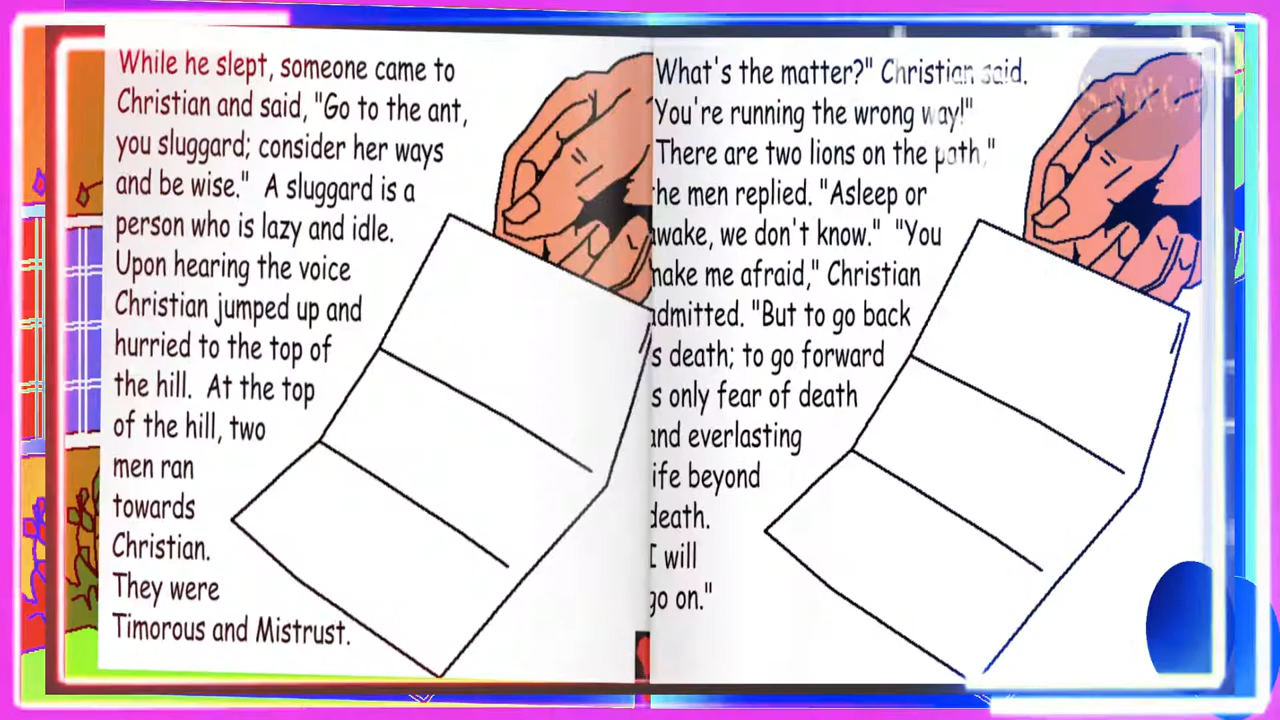 While he slept, someone came to
Christian and said, "Go to the ant,
you sluggard; consider her ways
and be wise." A sluggard is a
person who is lazy and idle.
Upon hearing the voice
Christian jumped up and
hurried to the top of
the hill. At the top
of the hill, two
men ran
towards
Christian.
They were
Timorous and Mistrust.
What's the matter?" Christian said.
You're running the wrong way!"
There are two lions on the path,"
he men replied. "Asleep or
wake, we don't know." "You
make me afraid," Christian
admitted. "But to go back
s death; to go forward
s only fear of death
and everlasting
ife beyond
death.
I will
go on."